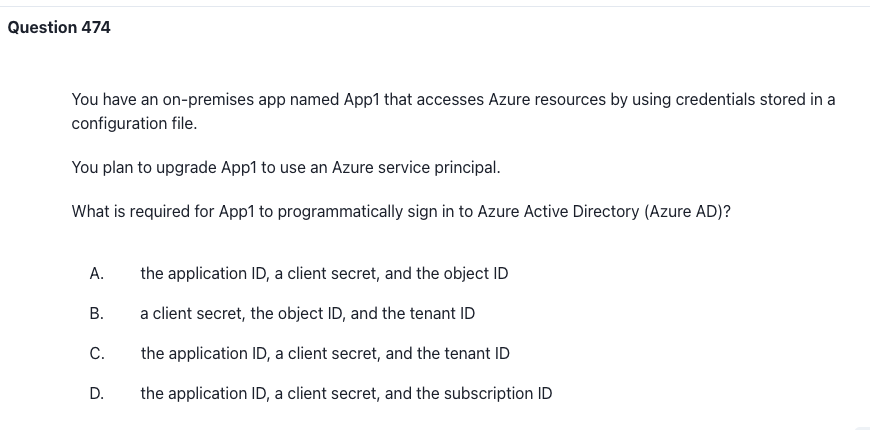 Question 474
You have an on-premises app named App1 that accesses Azure resources by using credentials stored in a
configuration file.
You plan to upgrade App1 to use an Azure service principal.
What is required for App1 to programmatically sign in to Azure Active Directory (Azure AD)?
A. the application ID, a client secret, and the object ID
B. a client secret, the object ID, and the tenant ID
C. the application ID, a client secret, and the tenant ID
D. the application ID, a client secret, and the subscription ID